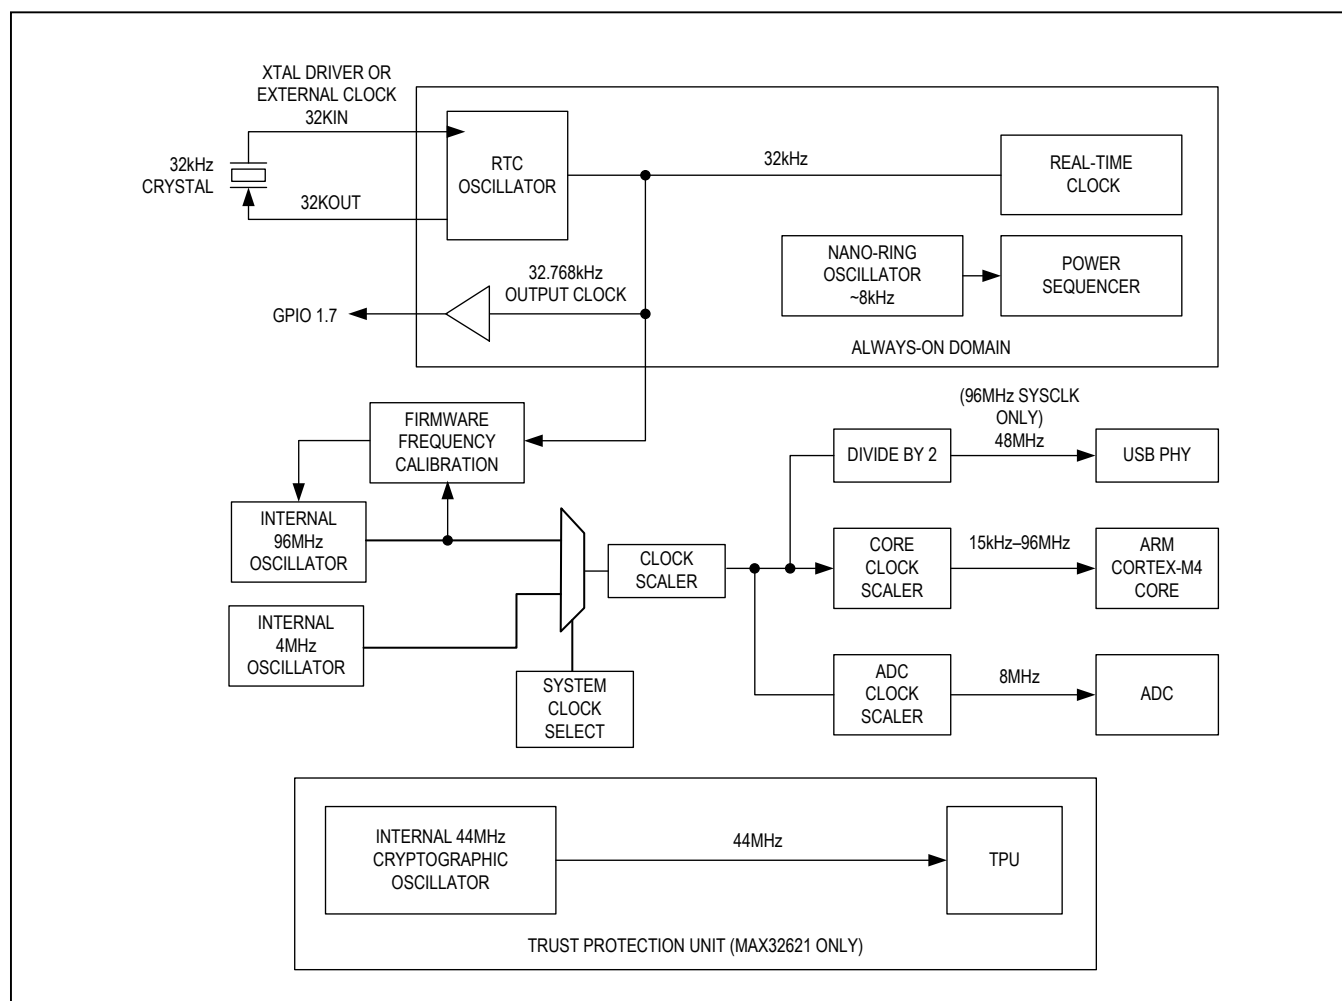 XTAL DRIVER OR
EXTERNAL CLOCK
32KIN
32kHz
CRYSTAL
32KOUT
RTC
OSCILLATOR
32kHz
REAL-TIME
CLOCK
NANO-RING
OSCILLATOR
~8kHz
POWER
SEQUENCER
32.768kHz
OUTPUT CLOCK
GPIO 1.7
ALWAYS-ON DOMAIN
FIRMWARE
FREQUENCY
CALIBRATION
(96MHz SYSCLK
ONLY)
48MHz
DIVIDE BY 2
USB PHY
INTERNAL
96MHz
OSCILLATOR
CLOCK
SCALER
CORE
CLOCK
SCALER
15kHz–96MHz
ARM
CORTEX-M4
CORE
INTERNAL
4MHz
OSCILLATOR
SYSTEM
CLOCK
SELECT
ADC
CLOCK
SCALER
8MHz
ADC
INTERNAL 44MHz
CRYPTOGRAPHIC
OSCILLATOR
44MHz
TPU
TRUST PROTECTION UNIT (MAX32621 ONLY)